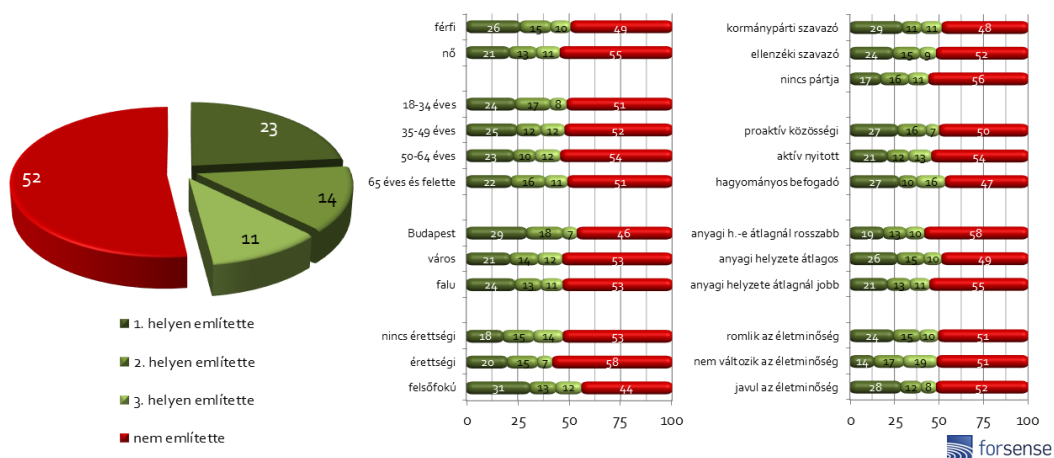 23
14
11
52
1. helyen említette
2. helyen említette
3. helyen említette
nem említette
férfi 26 15 10 49
nő 21 13 11 55
18-34 éves 24 17 8 51
35-49 éves 25 12 12 52
50-64 éves 23 10 12 54
65 éves és felette 22 16 11 51
Budapest 29 18 7 46
város 21 14 12 53
falu 24 13 11 53
nincs érettségi 18 15 14 53
érettségi 20 15 7 58
felsőfokú 31 13 12 44
0 25 50 75 100
kormánypárti szavazó 29 11 11 48
ellenzéki szavazó 24 15 9 52
nincs pártja 17 16 11 56
proaktív közösségi 27 16 7 50
aktív nyitott 21 12 13 54
hagyományos befogadó 27 10 16 47
anyagi h.-e átlagnál rosszabb 19 13 10 58
anyagi helyzete átlagos 26 15 10 49
anyagi helyzete átlagnál jobb 21 13 11 55
romlik az életminőség 24 15 10 51
nem változik az életminőség 14 17 19 51
javul az életminőség 28 12 8 52
0 25 50 75 100
forsense